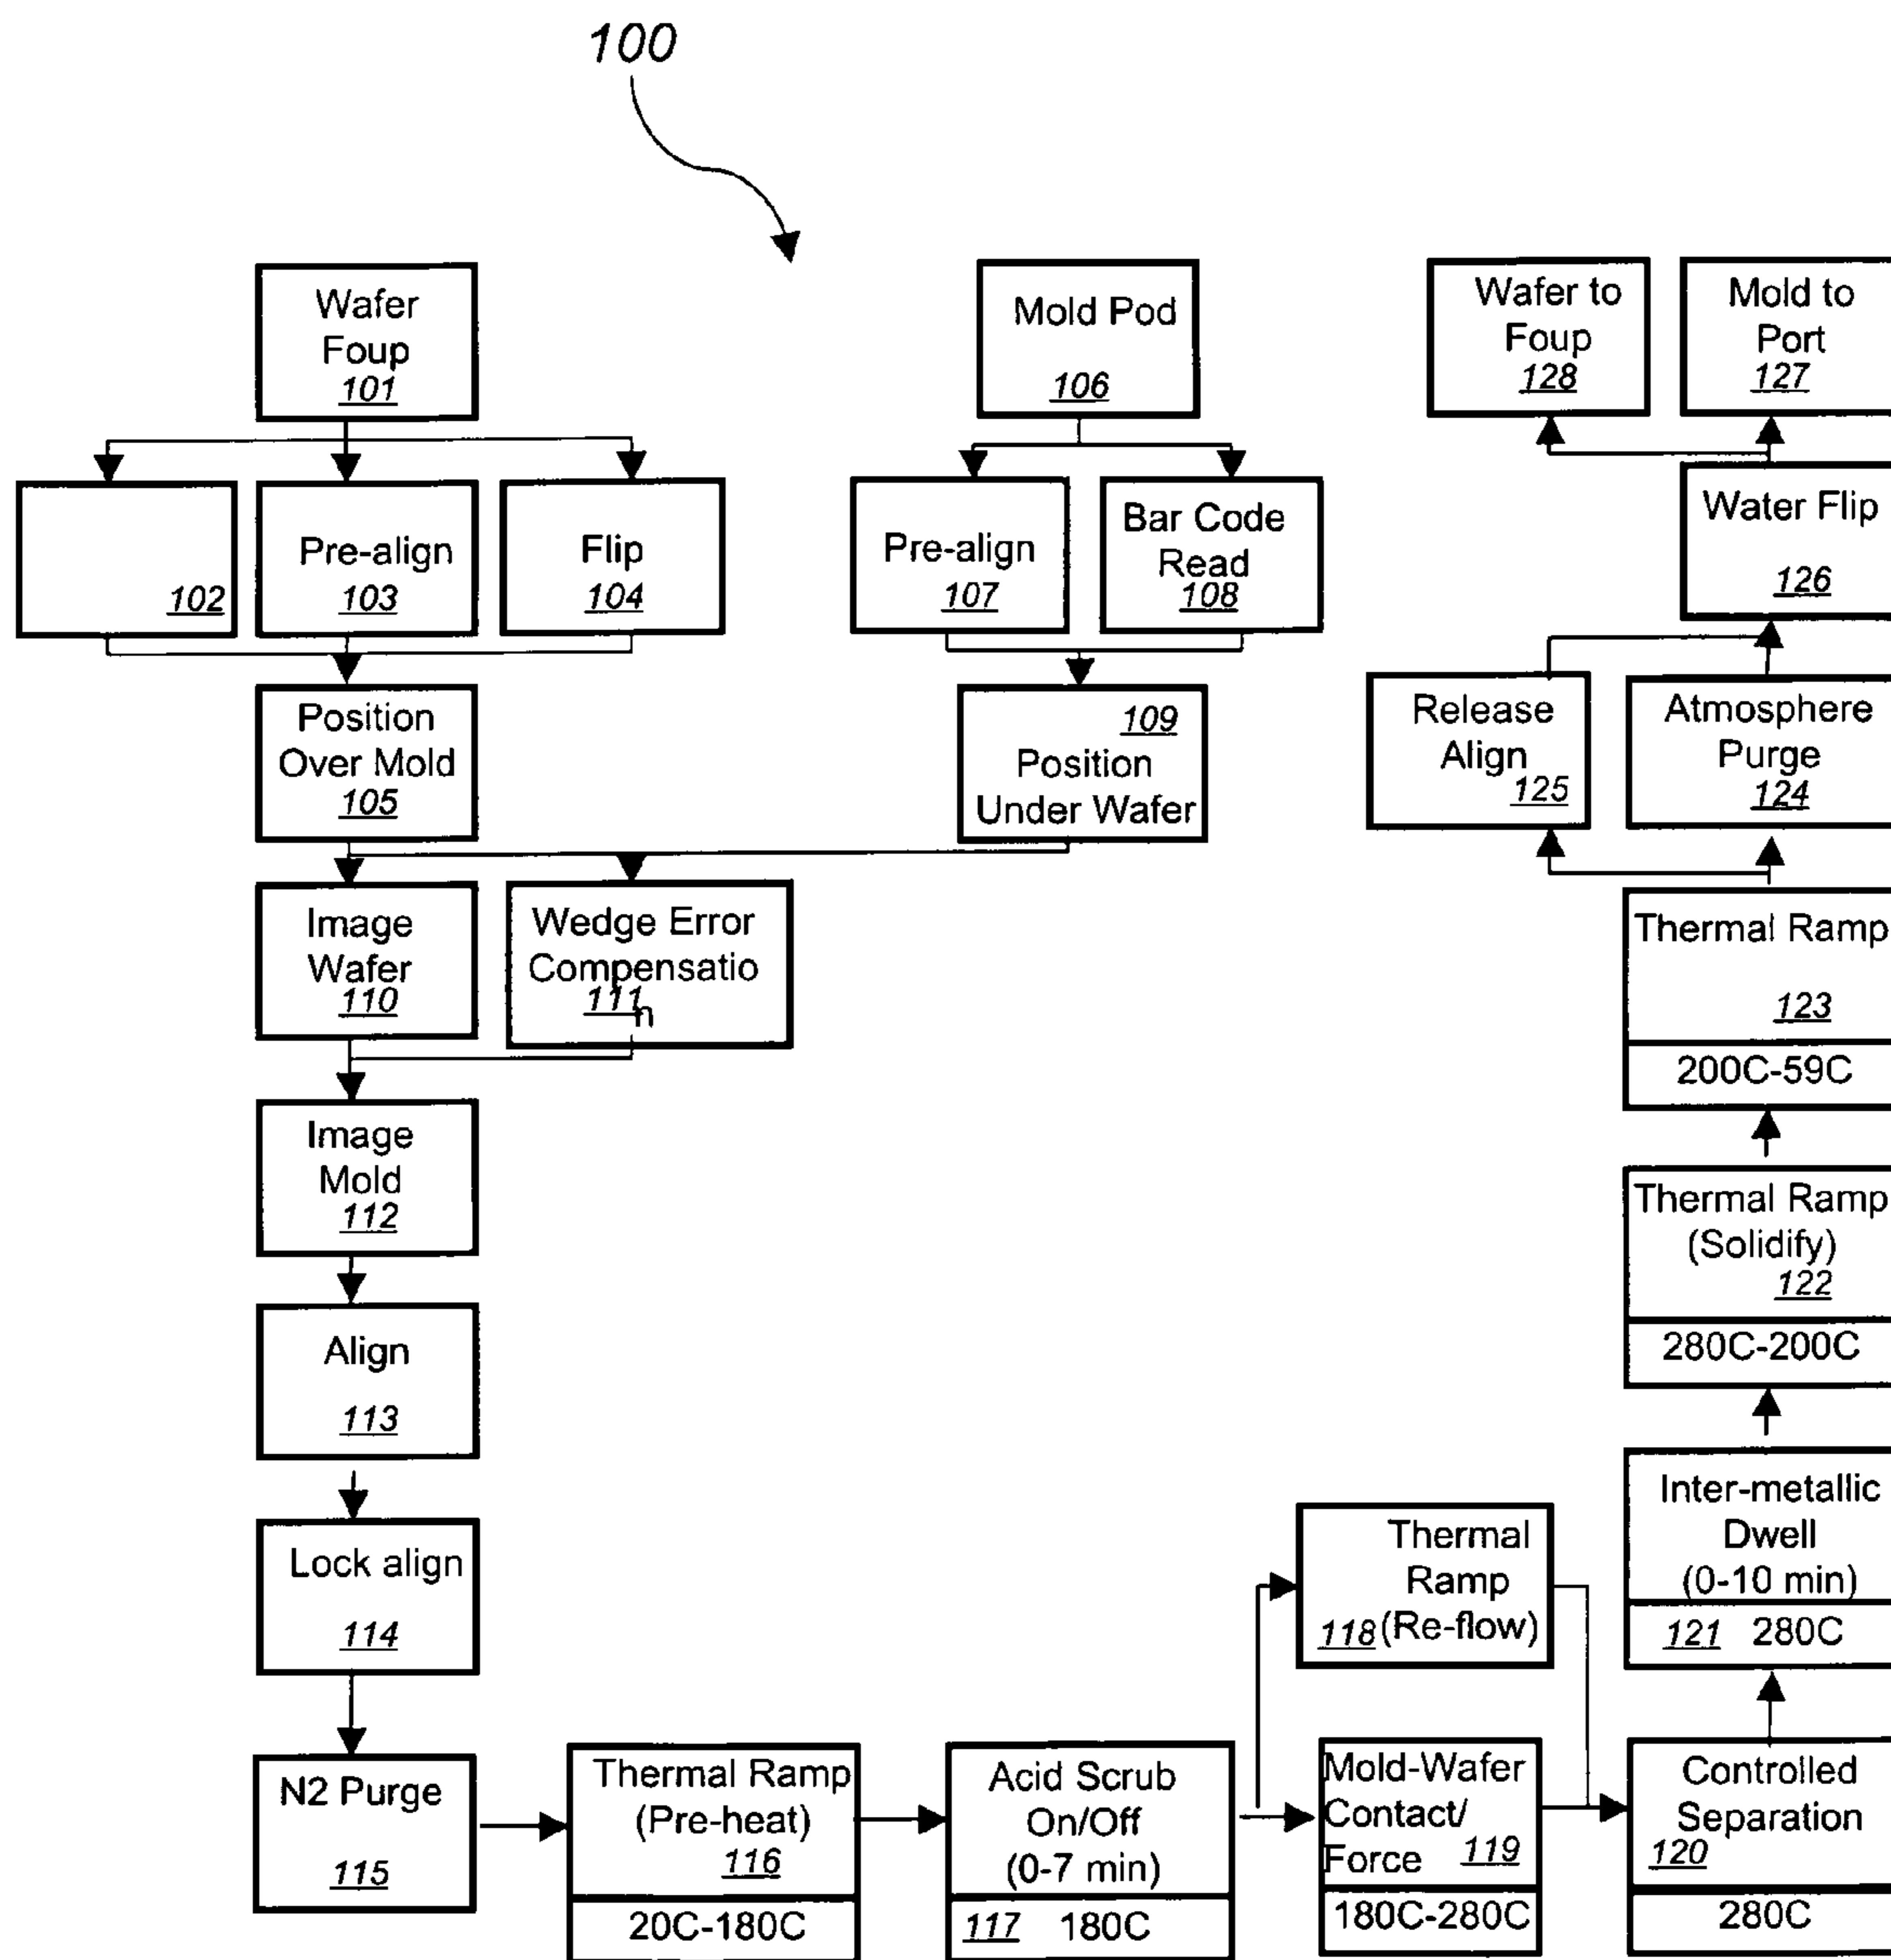 100
Wafer
Foup
101
Mold Pod
106
Wafer to
Foup
128
Mold to
Port
127
102
Pre-align
103
Flip
104
Pre-align
107
Bar Code
Read
108
Water Flip
126
Position
Over Mold
105
109
Position
Under Wafer
Release
Align
125
Atmosphere
Purge
124
Image
Wafer
110
Wedge Error
Compensatio
111
n
Thermal Ramp
123
200C-59C
Image
Mold
112
Thermal Ramp
(Solidify)
122
280C-200C
Align
113
Lock align
114
Inter-metallic
Dwell
(0-10 min)
121 280C
Thermal
Ramp
118 (Re-flow)
N2 Purge
115
Thermal Ramp
(Pre-heat)
116
20C-180C
Acid Scrub
On/Off
(0-7 min)
117 180C
Mold-Wafer
Contact/
Force 119
180C-280C
Controlled
Separation
120
280C